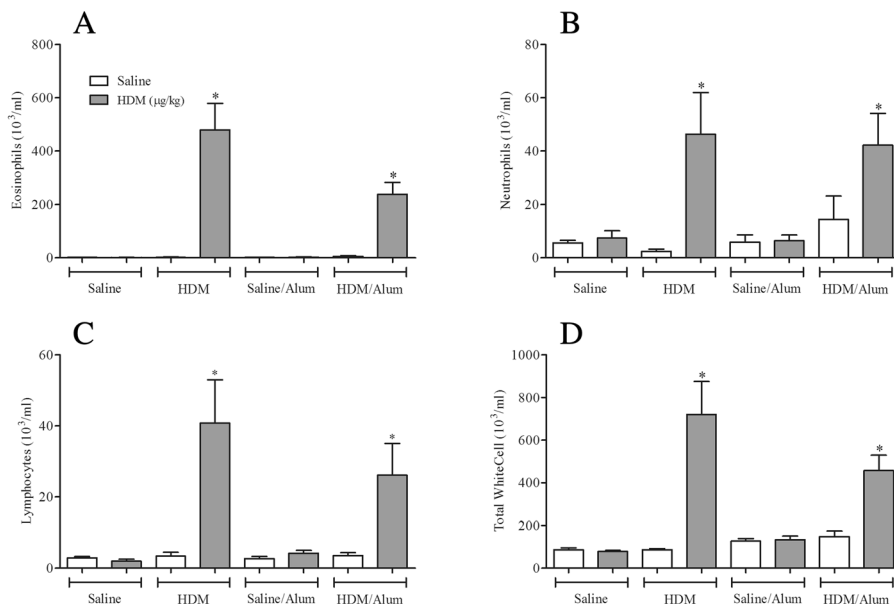 A
Eosinophils (10³/ml)
800
600
400
200
0
Saline
HDM (µg/kg)
*
*
Saline
HDM
Saline/Alum
HDM/Alum
B
Neutrophils (10³/ml)
80
60
40
20
0
*
*
Saline
HDM
Saline/Alum
HDM/Alum
C
Lymphocytes (10³/ml)
60
40
20
0
*
*
Saline
HDM
Saline/Alum
HDM/Alum
D
Total WhiteCell (10³/ml)
1000
800
600
400
200
0
*
*
Saline
HDM
Saline/Alum
HDM/Alum